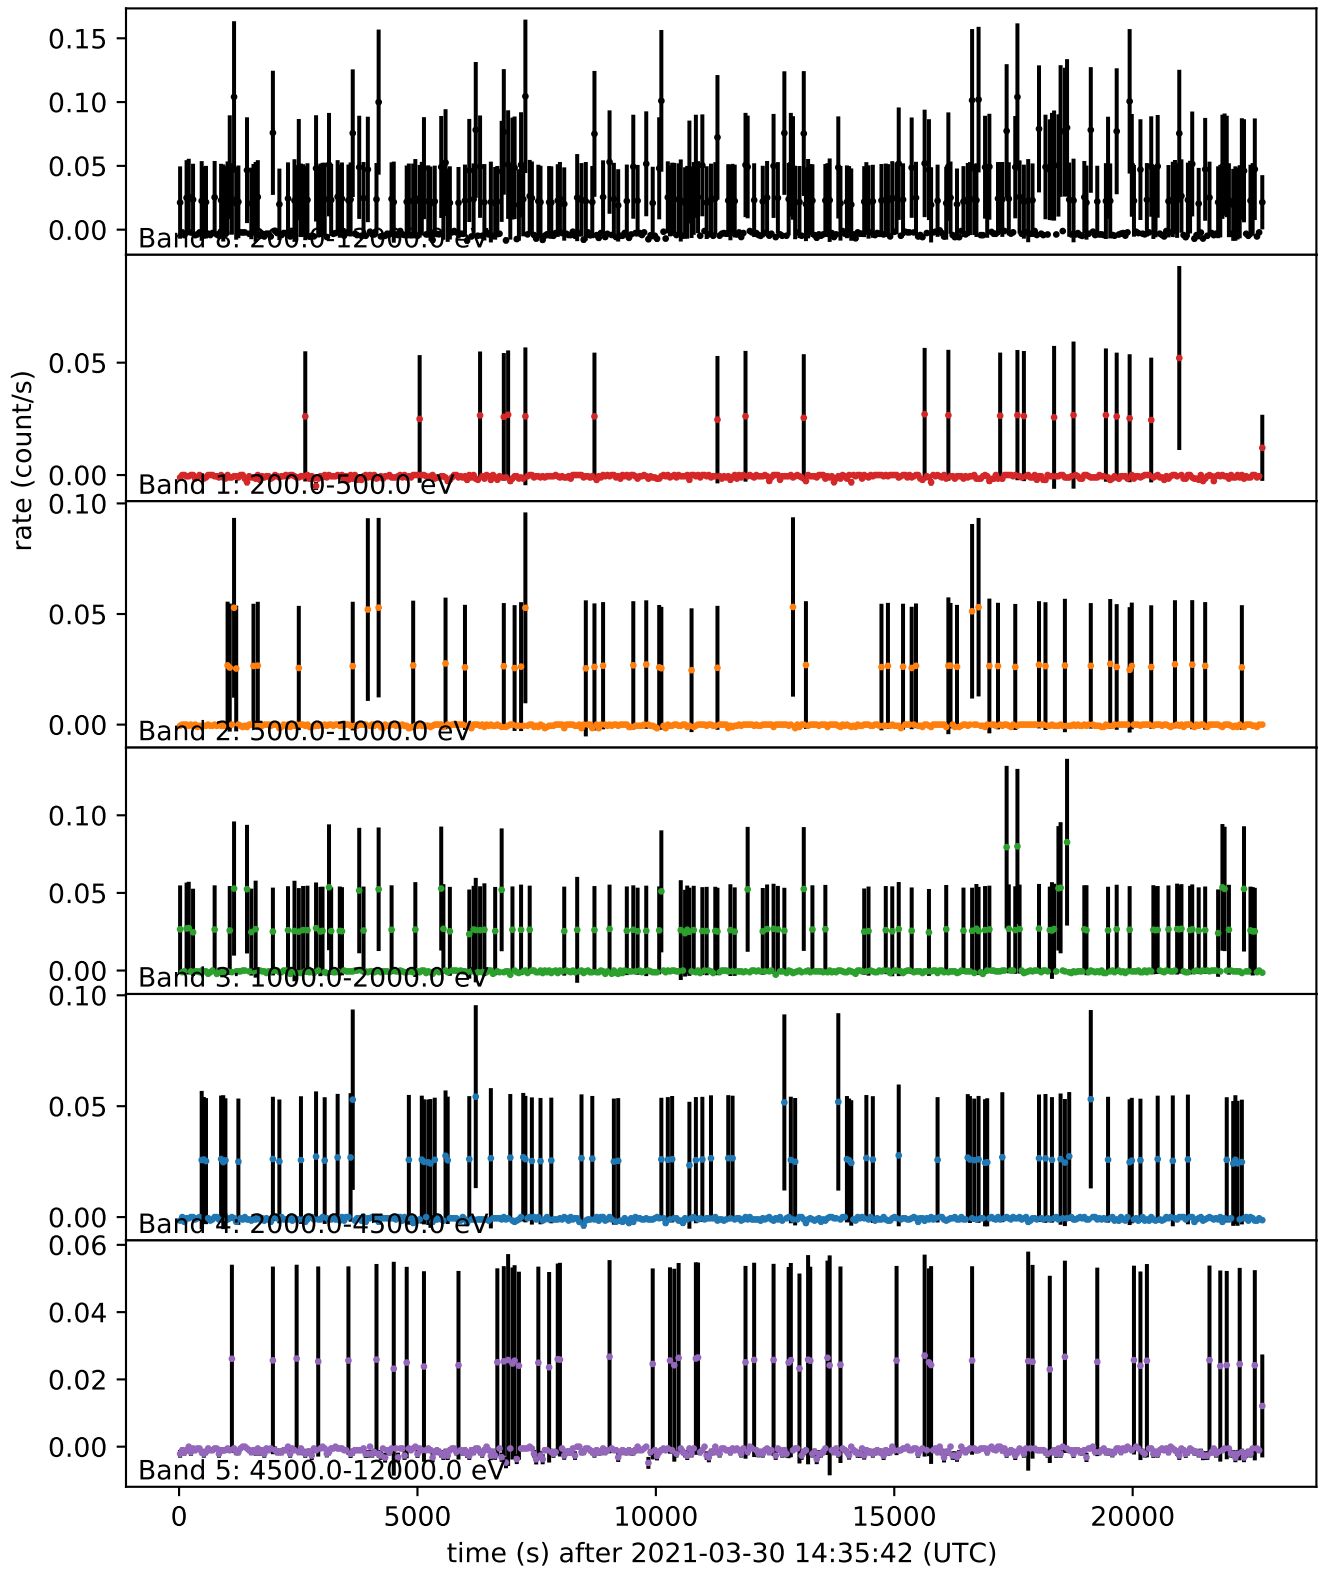 rate (count/s)
0.15
0.10
0.05
0.00
Band 8: 200.0-12000.0 eV
0.05
0.00
Band 1: 200.0-500.0 eV
0.10
0.05
0.00
Band 2: 500.0-1000.0 eV
0.10
0.05
0.00
Band 3: 1000.0-2000.0 eV
0.10
0.05
0.00
Band 4: 2000.0-4500.0 eV
0.06
0.04
0.02
0.00
Band 5: 4500.0-12000.0 eV
0 5000 10000 15000 20000
time (s) after 2021-03-30 14:35:42 (UTC)